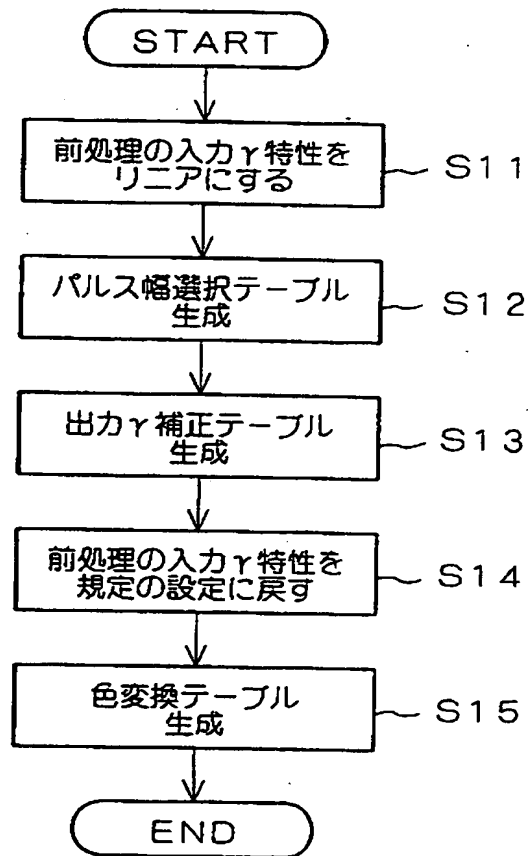 START
前処理の入力γ特性を
リニアにする
S11
パルス幅選択テーブル
生成
S12
出力γ補正テーブル
生成
S13
前処理の入力γ特性を
規定の設定に戻す
S14
色変換テーブル
生成
S15
END